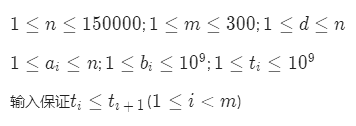 1 ≤ n ≤ 150000; 1 ≤ m ≤ 300; 1 ≤ d ≤ n
1 ≤ a_i ≤ n; 1 ≤ b_i ≤ 10^9; 1 ≤ t_i ≤ 10^9
输入保证t_i ≤ t_{i+1}(1 ≤ i < m)